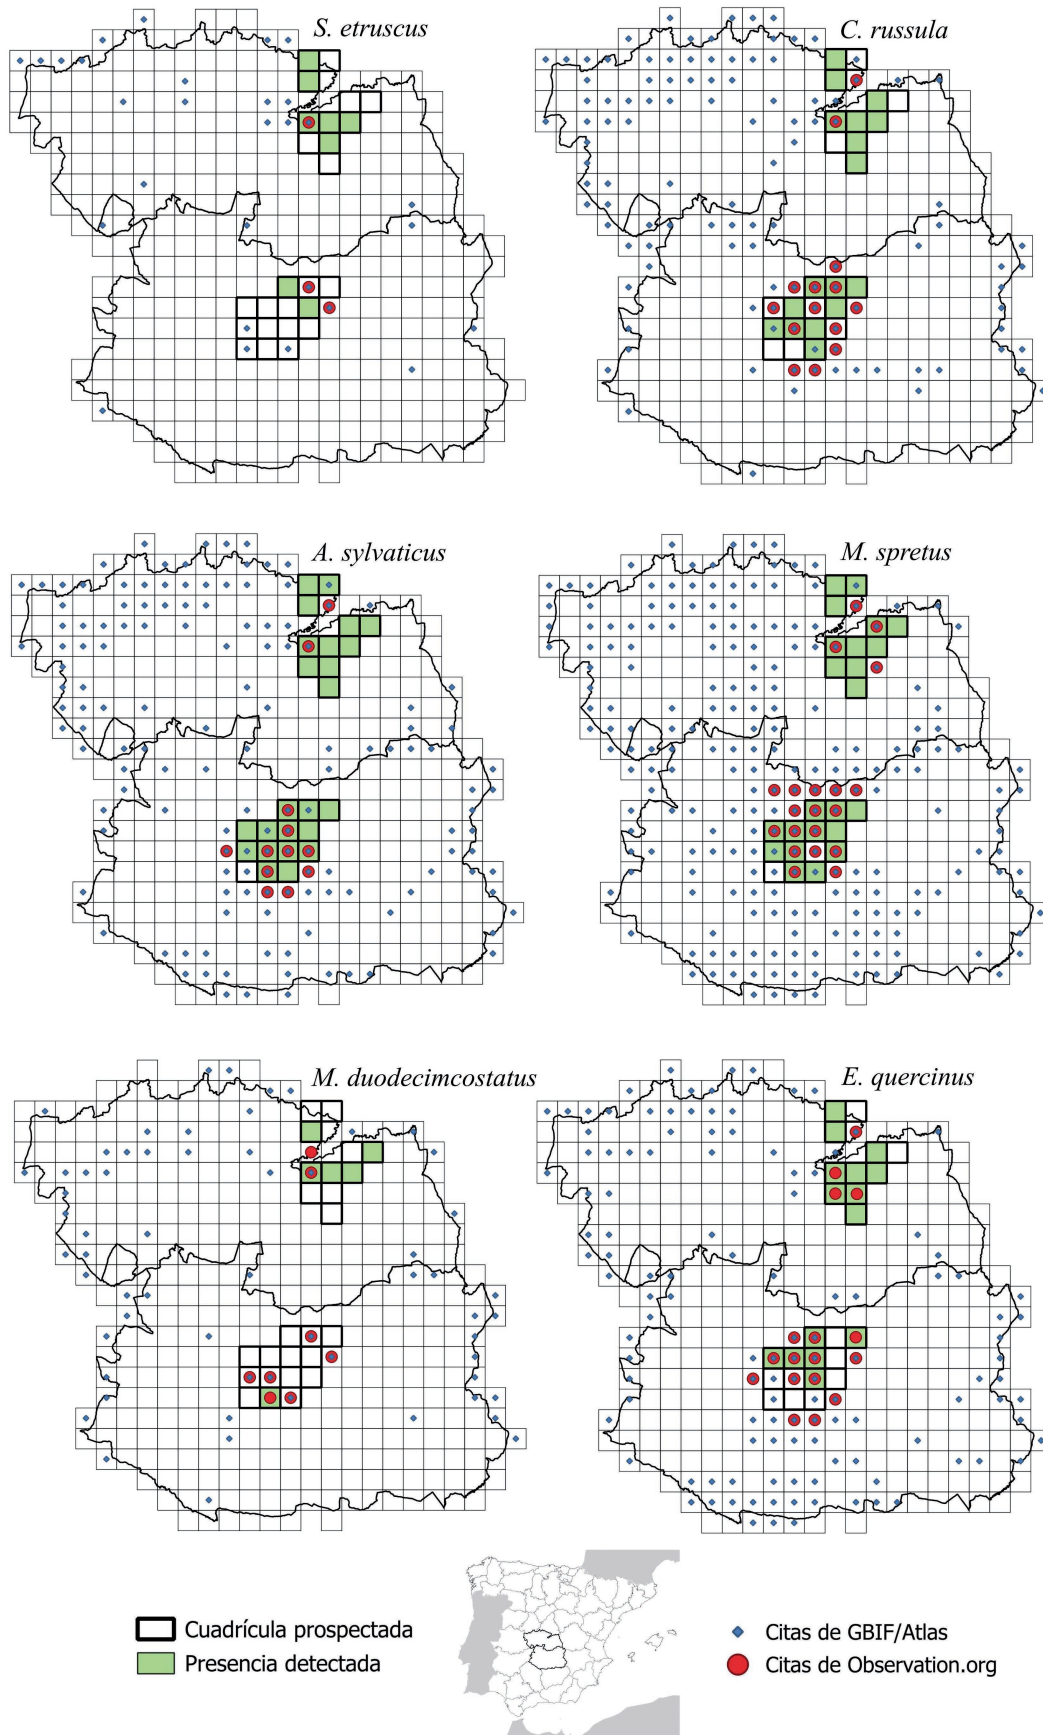 S. etruscus
C. russula
A. sylvaticus
M. spretus
M. duodecimcostatus
E. quercinus
Cuadrícula prospectada
Presencia detectada
Citas de GBIF/Atlas
Citas de Observation.org